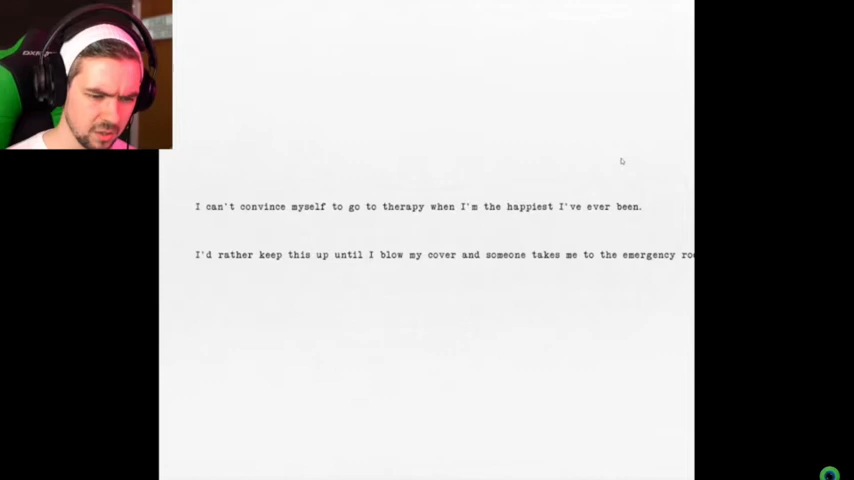 I can't convince myself to go to therapy when I'm the happiest I've ever been.
I'd rather keep this up until I blow my cover and someone takes me to the emergency